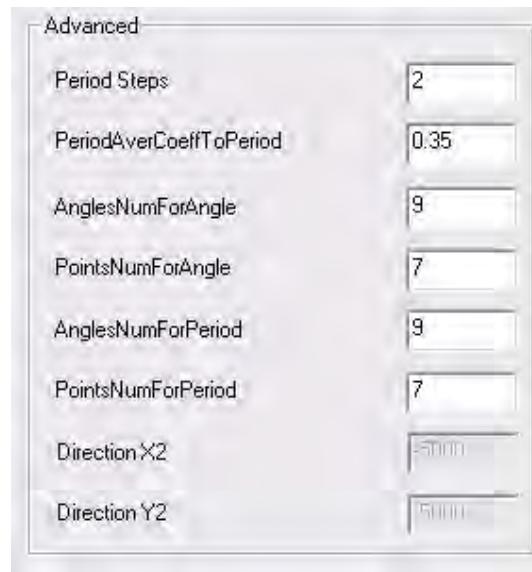 Advanced
Period Steps 2
PeriodAverCoeffToPeriod 0.35
AnglesNumForAngle 9
PointsNumForAngle 7
AnglesNumForPeriod 9
PointsNumForPeriod 7
Direction X2
Direction Y2